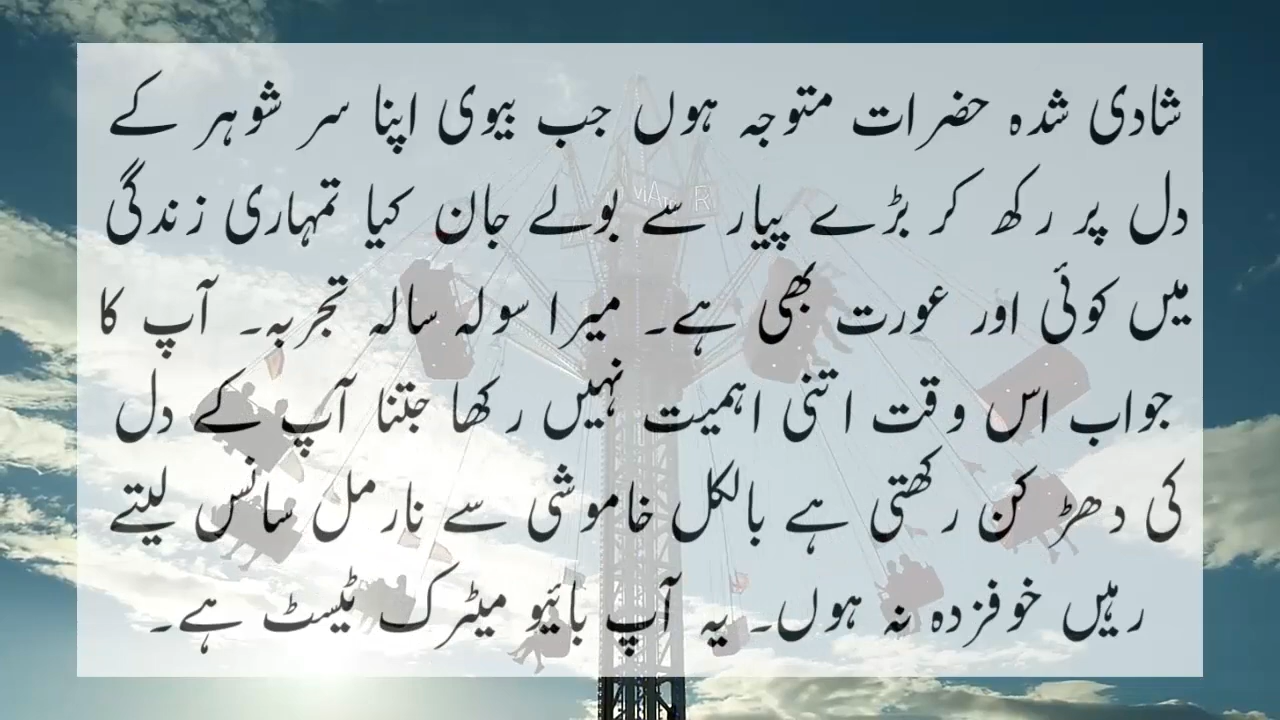 شادی شدہ حضرات متوجہ ہوں جب بیوی اپنا سر شوہر کے
دل پر رکھ کر بڑے پیار سے بولے جان کیا تمہاری زندگی
میں کوئی اور عورت بھی ہے۔ میرا سولہ سالہ تجربہ۔ آپ کا
جواب اس وقت اتنی اہمیت نہیں رکھا جتنا آپ کے دل
کی دھڑکن رکھتی ہے بالکل خاموشی سے نارمل سانس لیتے
رہیں خوفزدہ نہ ہوں۔ یہ آپ بائیو میٹرک ٹیسٹ ہے۔